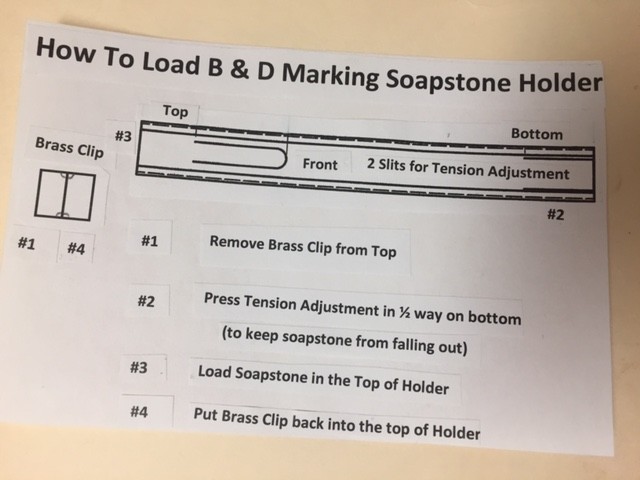 How To Load B & D Marking Soapstone Holder
Top
#3
Bottom
Brass Clip
Front
2 Slits for Tension Adjustment
#2
#1
#4
#1 Remove Brass Clip from Top
#2 Press Tension Adjustment in ½ way on bottom
(to keep soapstone from falling out)
#3 Load Soapstone in the Top of Holder
#4 Put Brass Clip back into the top of Holder